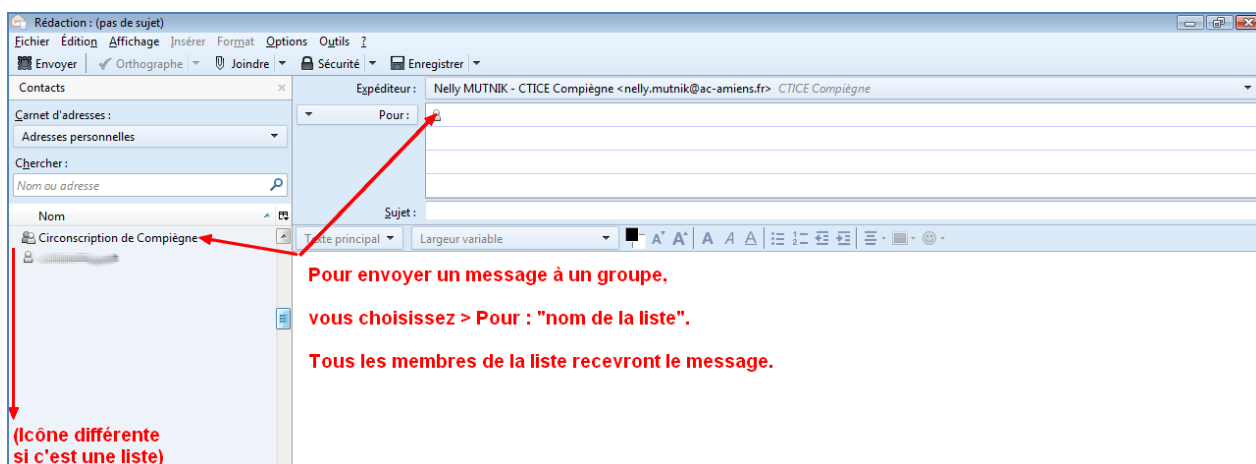 Rédaction : (pas de sujet)
Fichier Édition Affichage Insérer Format Options Outils ?
Envoyer Orthographe Joindre Sécurité Enregistrer
Contacts
Expéditeur : Nelly MUTNIK - CTICE Compiègne <nelly.mutnik@ac-amiens.fr> CTICE Compiègne
Carnet d'adresses :
Pour :
Adresses personnelles
Chercher :
Nom ou adresse
Sujet :
Nom
Circonscription de Compiègne
Texte principal Largeur variable
Pour envoyer un message à un groupe,
vous choisissez > Pour : "nom de la liste".
Tous les membres de la liste recevront le message.
(Icône différente
si c'est une liste)